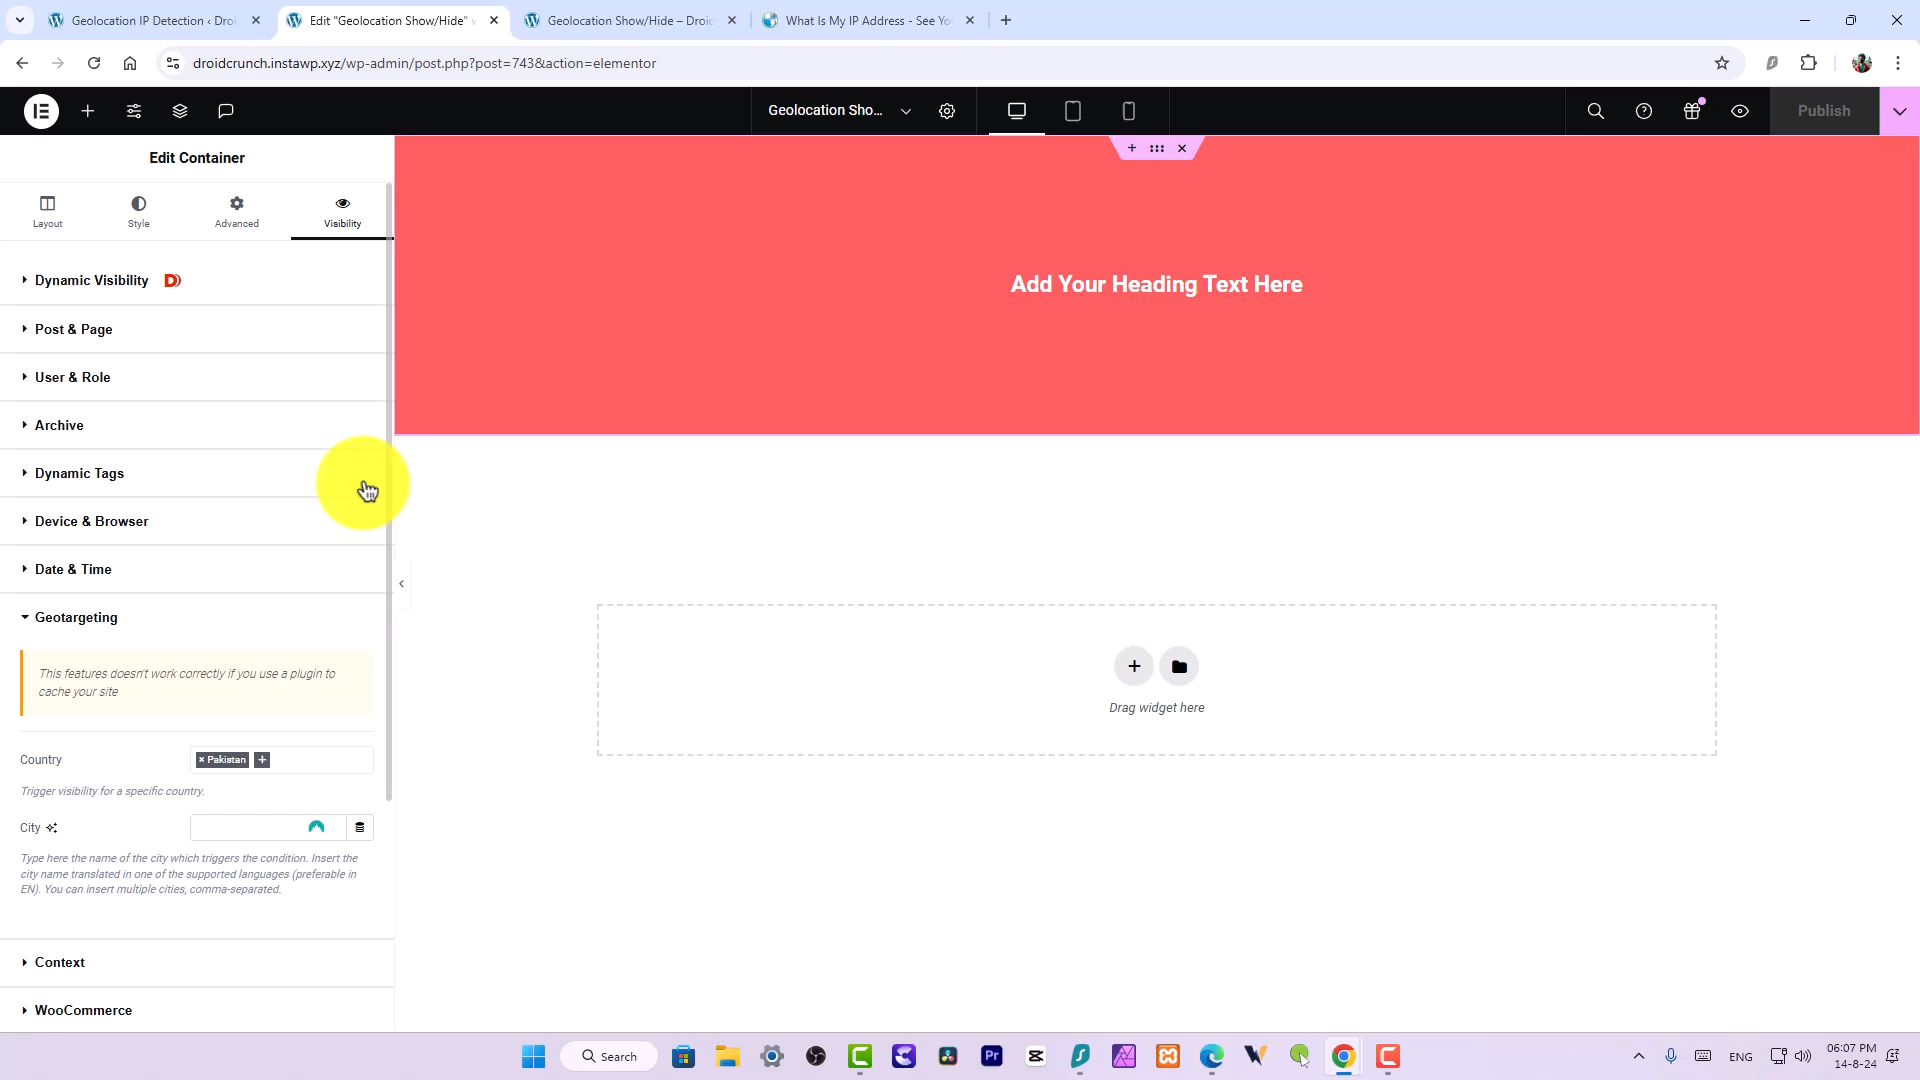 Geolocation IP Detection ‹ Droi
Edit "Geolocation Show/Hide" w
Geolocation Show/Hide – Droid
What Is My IP Address - See Yo
droidcrunch.instawp.xyz/wp-admin/post.php?post=743&action=elementor
Geolocation Sho...
Publish
Edit Container
Layout
Style
Advanced
Visibility
Dynamic Visibility
Post & Page
User & Role
Archive
Dynamic Tags
Device & Browser
Date & Time
Geotargeting
This features doesn't work correctly if you use a plugin to
cache your site
Country
× Pakistan +
Trigger visibility for a specific country.
City
Type here the name of the city which triggers the condition. Insert the
city name translated in one of the supported languages (preferable in
EN). You can insert multiple cities, comma-separated.
Context
WooCommerce
Add Your Heading Text Here
Drag widget here
Search
Pr
ENG
06:07 PM
14-8-24